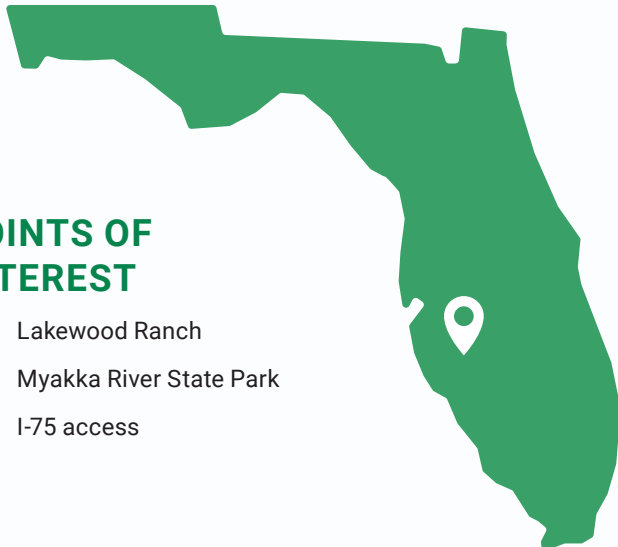 OINTS OF
TEREST
Lakewood Ranch
Myakka River State Park
I-75 access